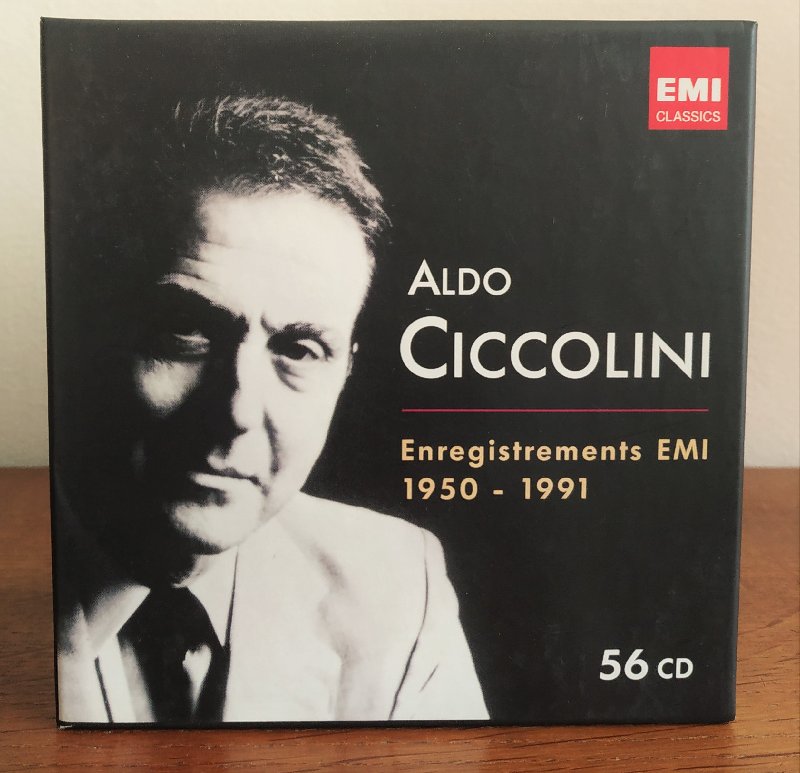 EMI
CLASSICS
ALDO
CICCOLINI
Enregistrements EMI
1950 - 1991
56 CD